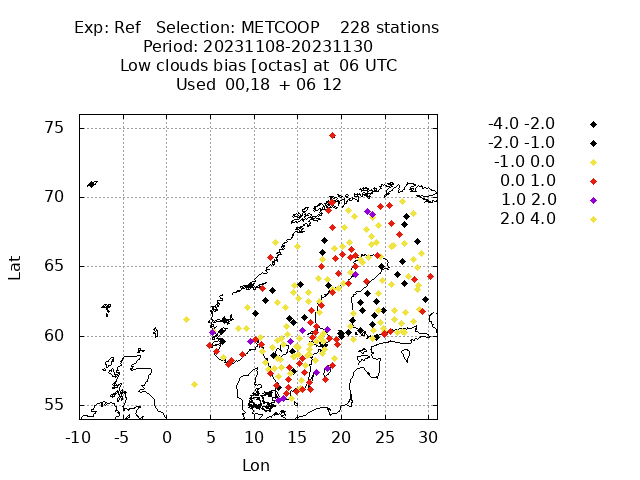 Exp: Ref   Selection: METCOOP    228 stations
Period: 20231108-20231130
Low clouds bias [octas] at  06 UTC
Used  00,18  + 06 12
-4.0 -2.0
-2.0 -1.0
-1.0 0.0
0.0 1.0
1.0 2.0
2.0 4.0
75
70
65
60
55
Lat
-10 -5 0 5 10 15 20 25 30
Lon